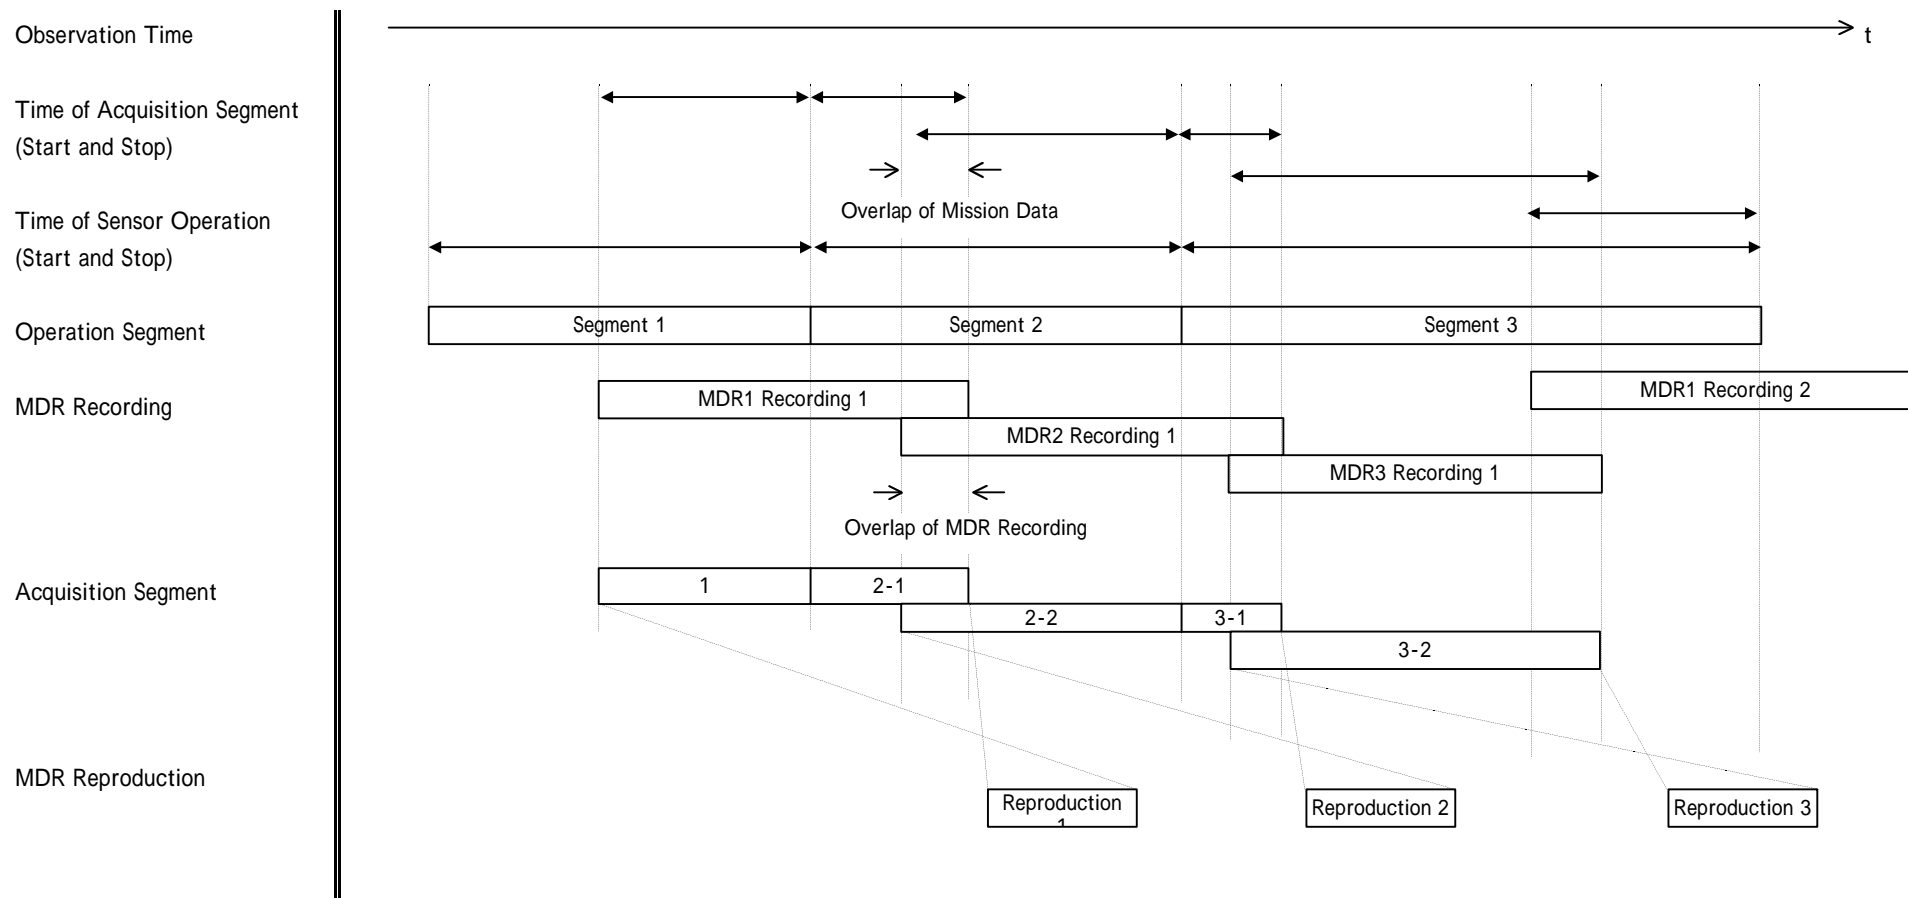 Observation Time
t
Time of Acquisition Segment
(Start and Stop)
Overlap of Mission Data
Time of Sensor Operation
(Start and Stop)
Operation Segment
Segment 1
Segment 2
Segment 3
MDR Recording
MDR1 Recording 1
MDR1 Recording 2
MDR2 Recording 1
MDR3 Recording 1
Overlap of MDR Recording
Acquisition Segment
1
2-1
2-2
3-1
3-2
MDR Reproduction
Reproduction
1
Reproduction 2
Reproduction 3